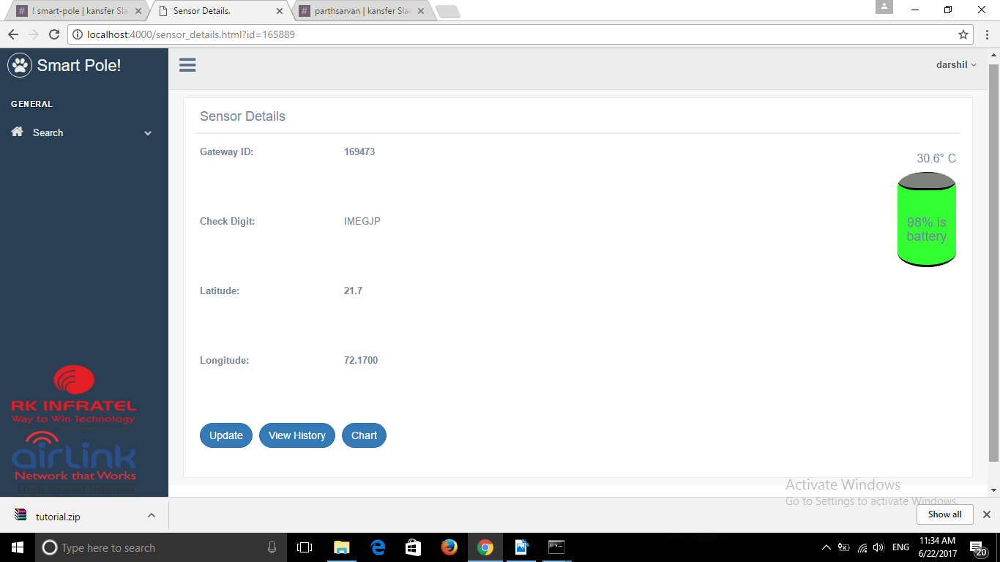 ! smart-pole | kansfer Sla
Sensor Details.
parthsarvan | kansfer Slac
localhost:4000/sensor_details.html?id=165889
Smart Pole!
darshil
GENERAL
Search
Sensor Details
Gateway ID: 169473
30.6° C
Check Digit: IMEGJP
98% is
battery
Latitude: 21.7
Longitude: 72.1700
RK INFRATEL
Way to Win Technology
Update View History Chart
airLink
Network that Works
High Speed Internet
Activate Windows
Go to Settings to activate Windows.
tutorial.zip
Show all
Type here to search
ENG
11:34 AM
6/22/2017
20